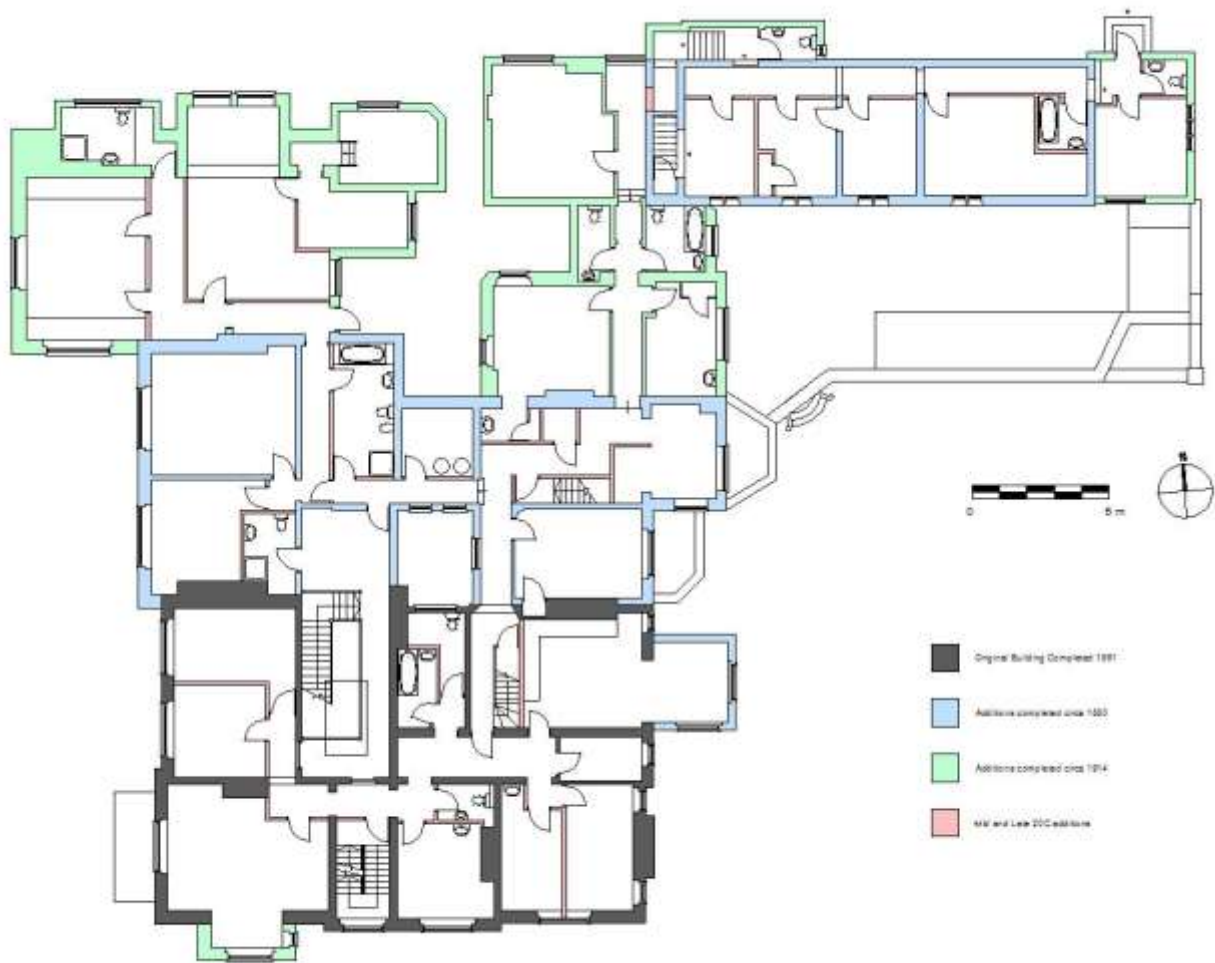 N
0
5 m
Original Building Completed
Additions completed circa
Additions completed circa 1914
Mid and Late 20C additions